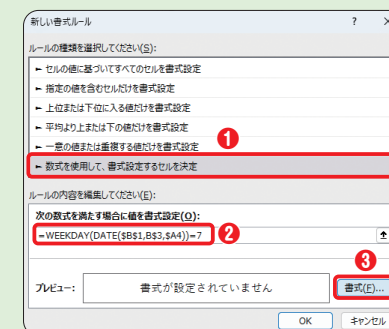 新しい書式ルール ? ×
ルールの種類を選択してください(S):
► セルの値に基づいてすべてのセルを書式設定
► 指定の値を含むセルだけを書式設定
► 上位または下位に入る値だけを書式設定
► 平均より上または下の値だけを書式設定
► 一意の値または重複する値だけを書式設定
1
► 数式を使用して、書式設定するセルを決定
ルールの内容を編集してください(E):
次の数式を満たす場合に値を書式設定(O):
=WEEKDAY(DATE($B$1,B$3,$A4))=7 2
3
プレビュー: 書式が設定されていません 書式(F)...
OK キャンセル